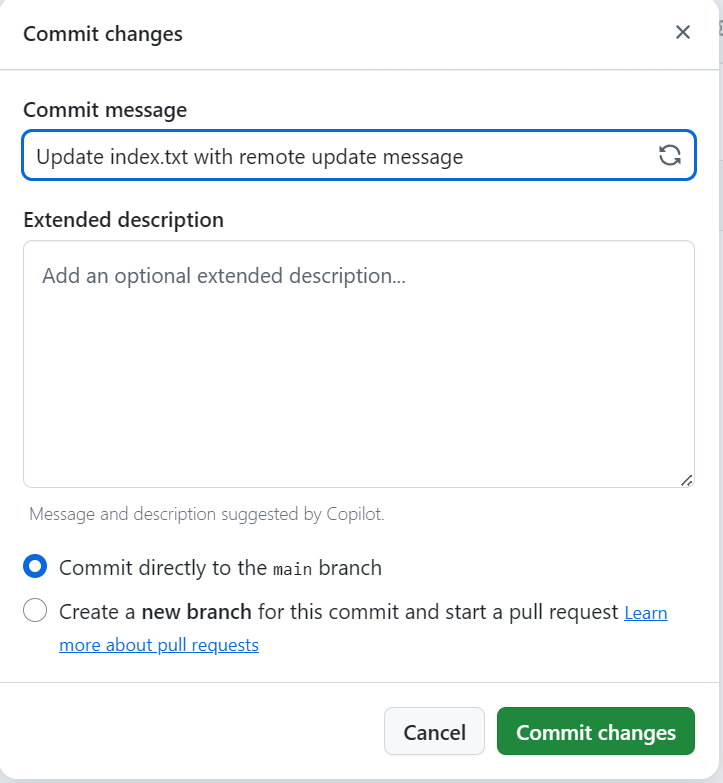 Commit changes
Commit message
Update index.txt with remote update message
Extended description
Add an optional extended description...
Message and description suggested by Copilot.
Commit directly to the main branch
Create a new branch for this commit and start a pull request Learn
more about pull requests
Cancel
Commit changes